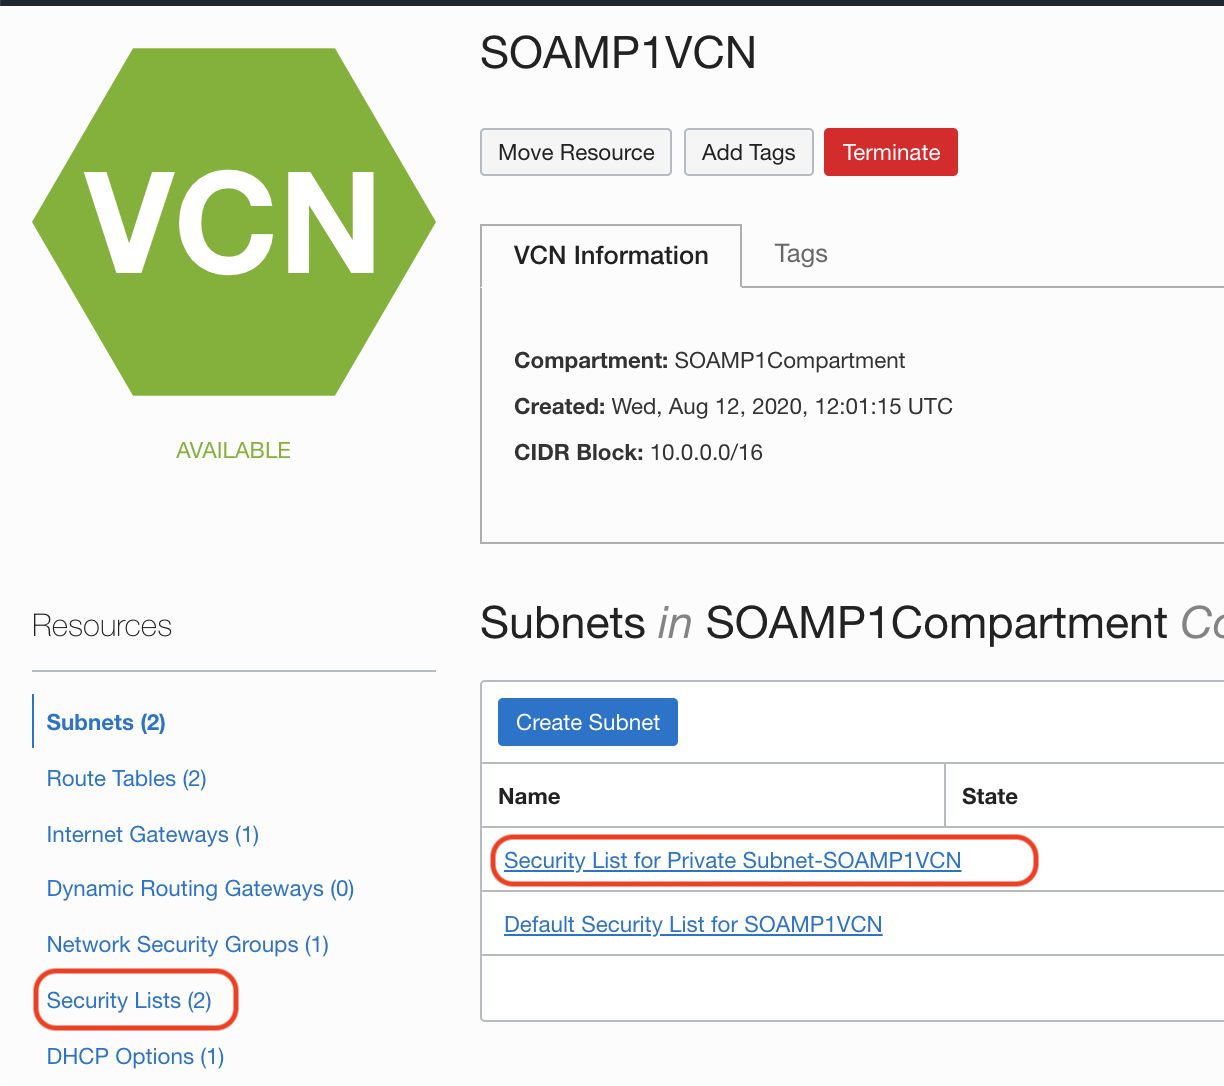 SOAMP1VCN
VCN
Move Resource
Add Tags
Terminate
VCN Information
Tags
Compartment: SOAMP1Compartment
Created: Wed, Aug 12, 2020, 12:01:15 UTC
CIDR Block: 10.0.0.0/16
AVAILABLE
Resources
Subnets (2)
Route Tables (2)
Internet Gateways (1)
Dynamic Routing Gateways (0)
Network Security Groups (1)
Security Lists (2)
DHCP Options (1)
Subnets in SOAMP1Compartment Co
Create Subnet
Name State
Security List for Private Subnet-SOAMP1VCN
Default Security List for SOAMP1VCN